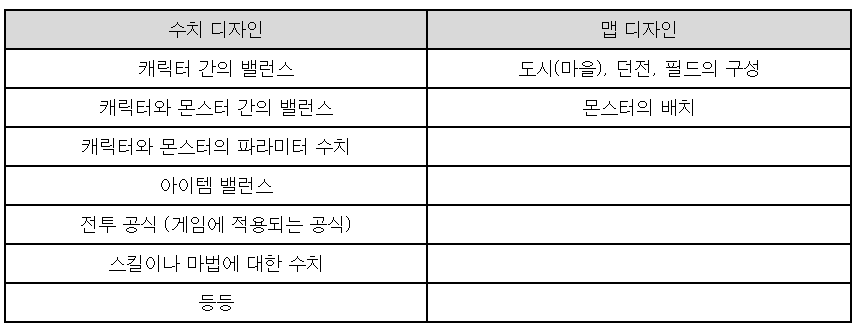 수치 디자인 맵 디자인
캐릭터 간의 밸런스 도시(마을), 던전, 필드의 구성
캐릭터와 몬스터 간의 밸런스 몬스터의 배치
캐릭터와 몬스터의 파라미터 수치
아이템 밸런스
전투 공식 (게임에 적용되는 공식)
스킬이나 마법에 대한 수치
등등